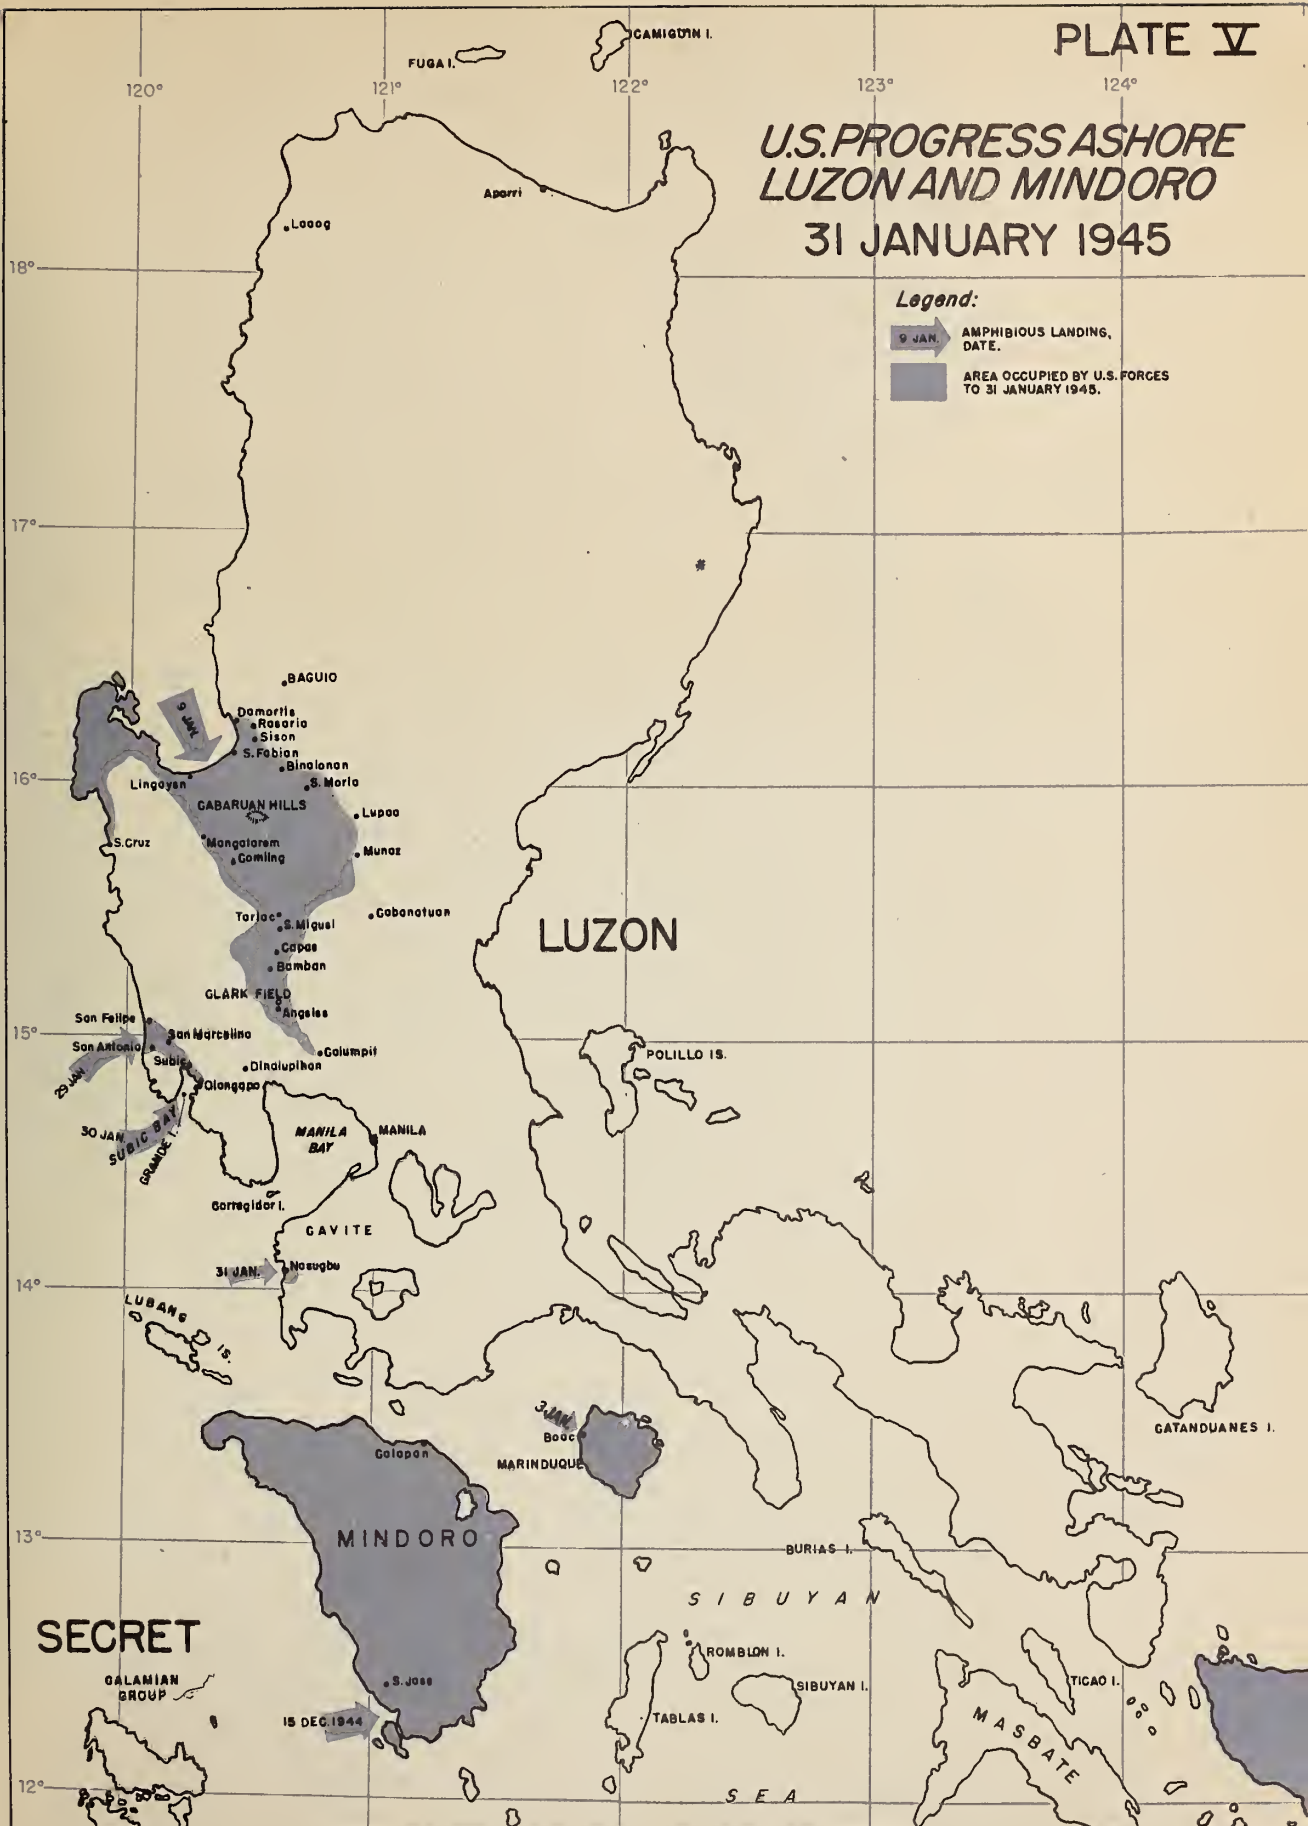 PLATE V
CAMIGUIN I.
FUGA I.
120°
121°
122°
123°
124°
U.S. PROGRESS ASHORE
LUZON AND MINDORO
31 JANUARY 1945
Aparri
Laoag
18°
Legend:
9 JAN.
AMPHIBIOUS LANDING,
DATE.
AREA OCCUPIED BY U.S. FORCES
TO 31 JANUARY 1945.
17°
BAGUIO
9 JAN.
Damortis
Rosario
Sison
S. Fabian
Binalonan
16°
Lingayen
S. Maria
CABARUAN HILLS
Lupao
S. Cruz
Mangatarem
Camiling
Munoz
Tarlac
S. Miguel
Cabanatuan
LUZON
Capas
Bamban
CLARK FIELD
Angeles
San Felipe
15°
San Marcelino
San Antonio
Calumpit
Subic
Dinalupihan
POLILLO IS.
29 JAN
Olongapo
30 JAN.
SUBIC BAY
GRANDE I.
MANILA
BAY
MANILA
Corregidor I.
CAVITE
31 JAN.
Nasugbu
14°
LUBANG
IS.
3 JAN.
Boac
MARINDUQUE
CATANDUANES I.
Calapan
13°
MINDORO
BURIAS I.
SIBUYAN
SECRET
CALAMIAN
GROUP
S. Jose
ROMBLON I.
SIBUYAN I.
TICAO I.
15 DEC. 1944
TABLAS I.
MASBATE
12°
SEA